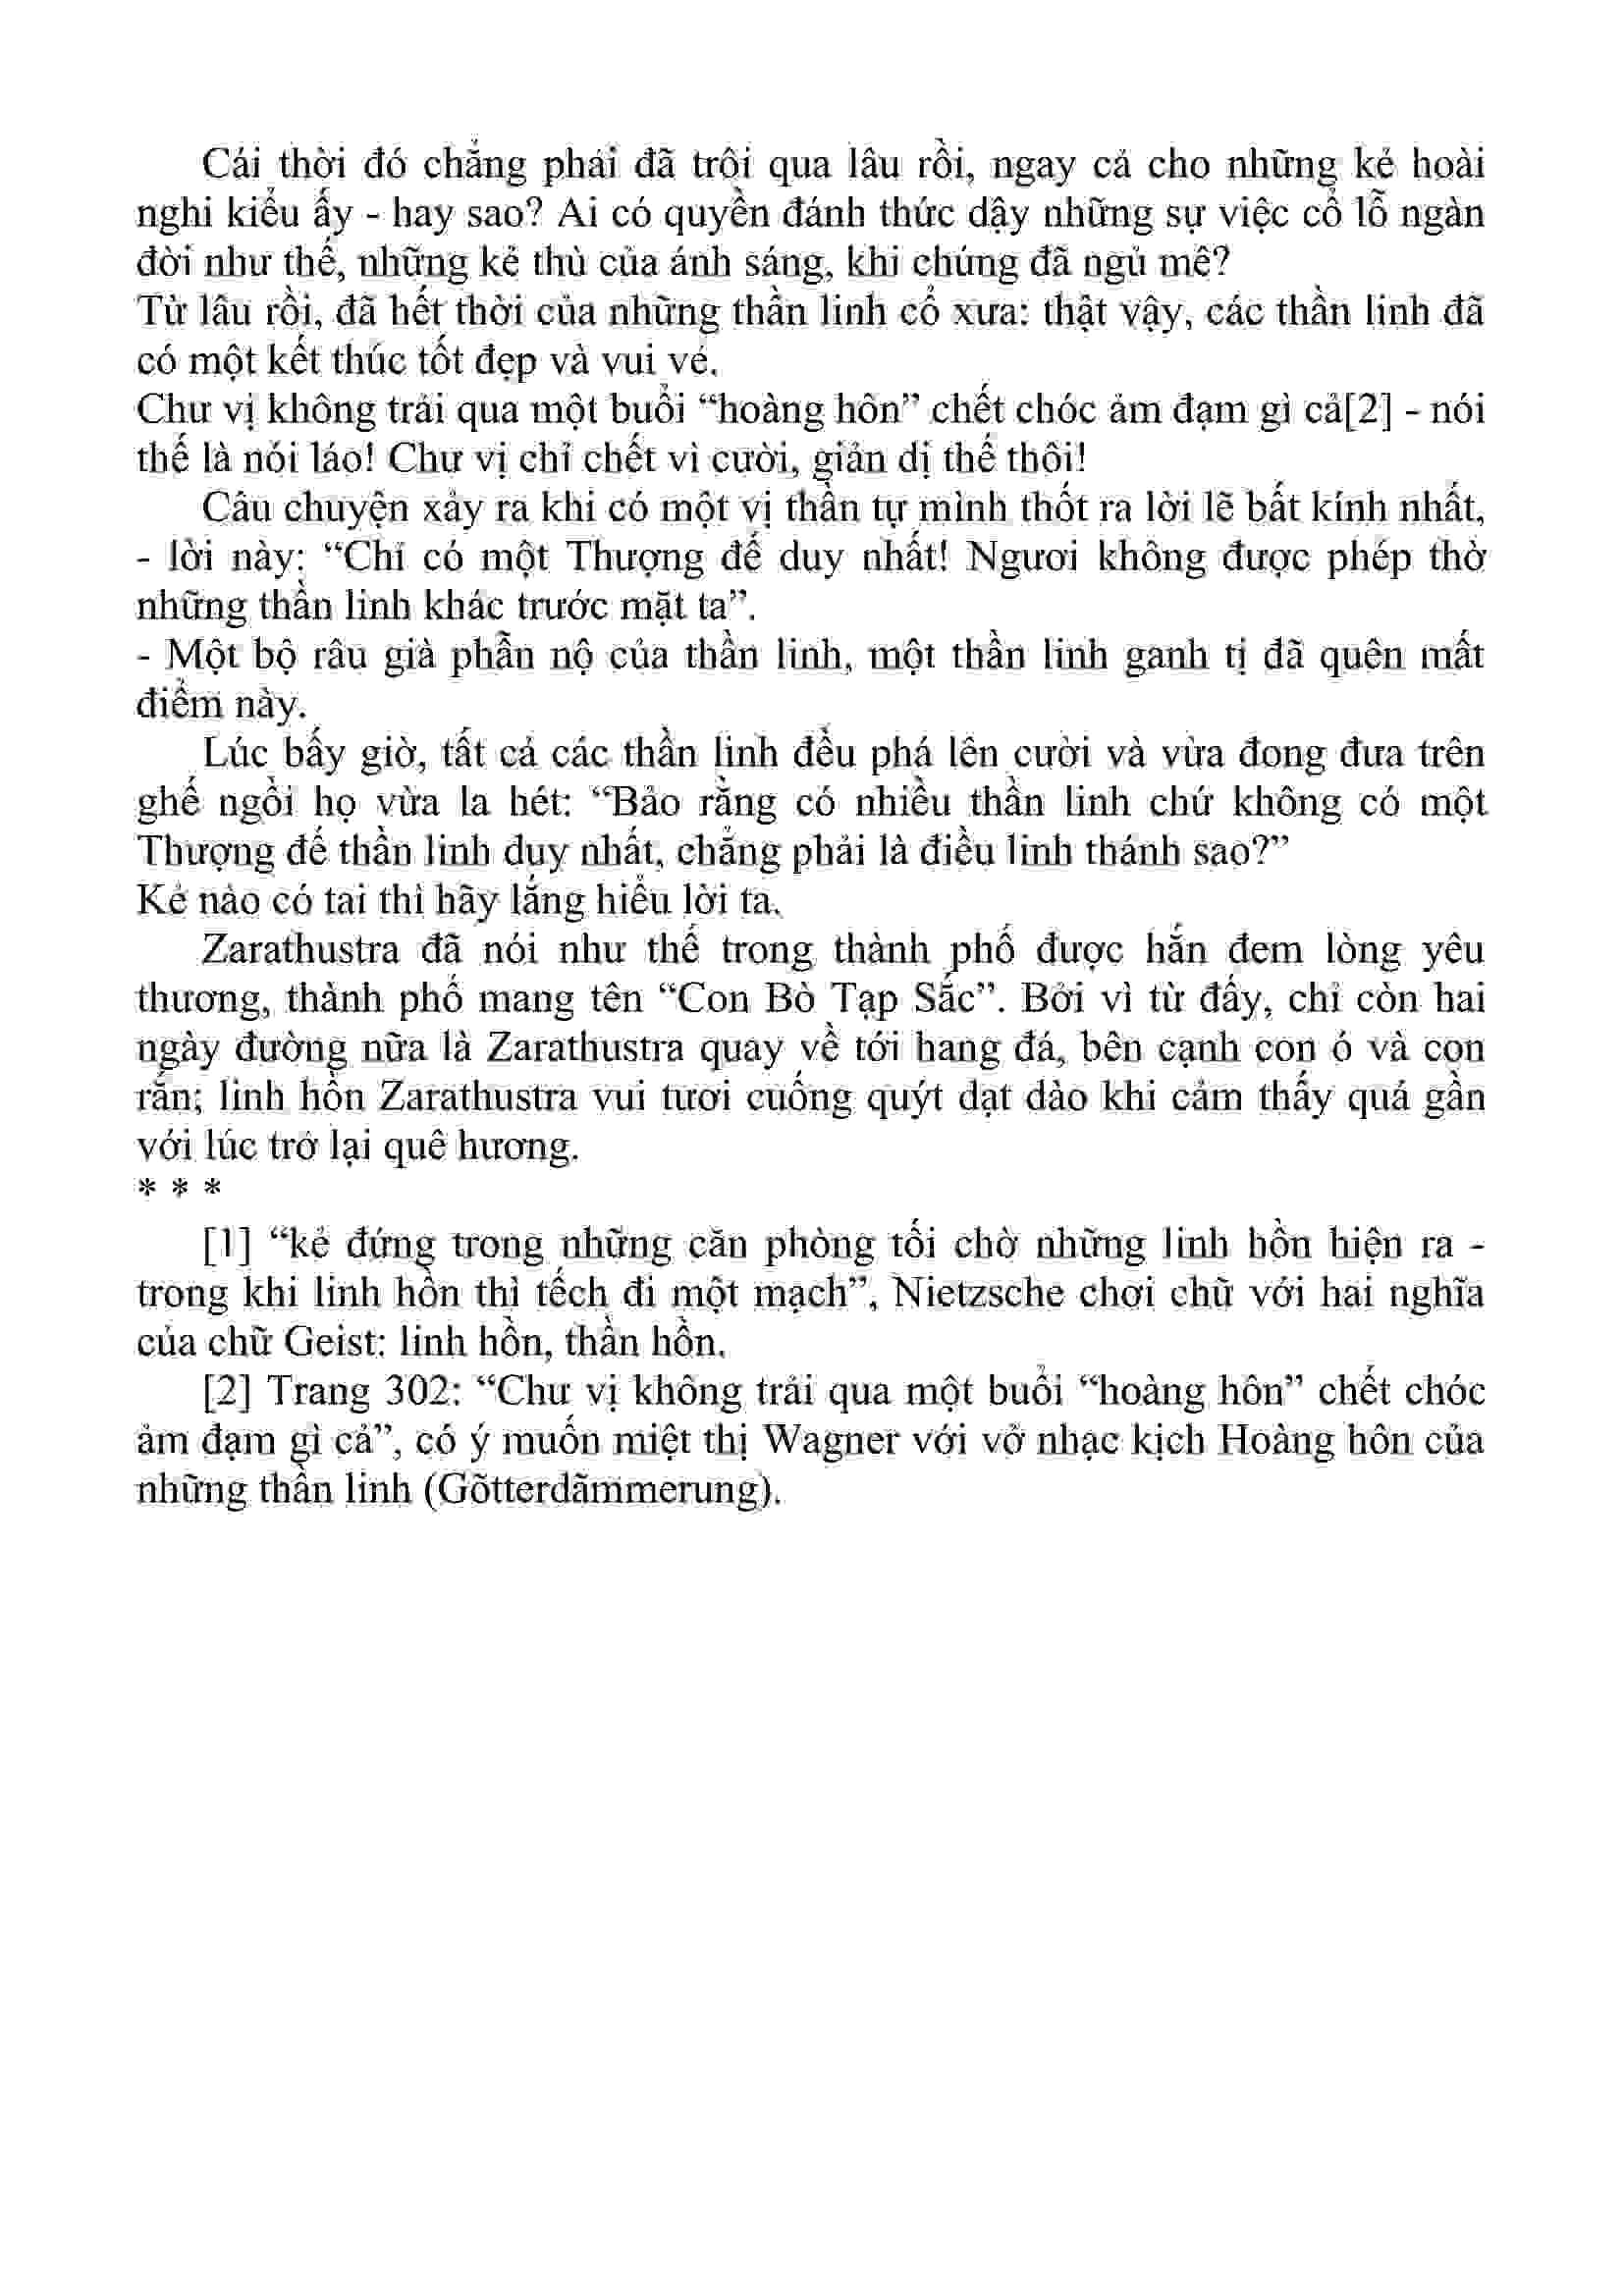 Cái thời đó chẳng phải đã trôi qua lâu rồi, ngay cả cho những kẻ hoài
nghi kiểu ấy - hay sao? Ai có quyền đánh thức dậy những sự việc cổ lỗ ngàn
đời như thế, những kẻ thù của ánh sáng, khi chúng đã ngủ mê?
Từ lâu rồi, đã hết thời của những thần linh cổ xưa: thật vậy, các thần linh đã
có một kết thúc tốt đẹp và vui vẻ.
Chư vị không trải qua một buổi “hoàng hôn” chết chóc ảm đạm gì cả[2] - nói
thế là nói láo! Chư vị chỉ chết vì cười, giản dị thế thôi!
Câu chuyện xảy ra khi có một vị thần tự mình thốt ra lời lẽ bất kính nhất,
- lời này: “Chỉ có một Thượng đế duy nhất! Ngươi không được phép thờ
những thần linh khác trước mặt ta”.
- Một bộ râu già phẫn nộ của thần linh, một thần linh ganh tị đã quên mất
điểm này.
Lúc bấy giờ, tất cả các thần linh đều phá lên cười và vừa đong đưa trên
ghế ngồi họ vừa la hét: “Bảo rằng có nhiều thần linh chứ không có một
Thượng đế thần linh duy nhất, chẳng phải là điều linh thánh sao?”
Kẻ nào có tai thì hãy lắng hiểu lời ta.
Zarathustra đã nói như thế trong thành phố được hắn đem lòng yêu
thương, thành phố mang tên “Con Bò Tạp Sắc”. Bởi vì từ đấy, chỉ còn hai
ngày đường nữa là Zarathustra quay về tới hang đá, bên cạnh con ó và con
rắn; linh hồn Zarathustra vui tươi cuống quýt dạt dào khi cảm thấy quá gần
với lúc trở lại quê hương.
* * *
[1] “kẻ đứng trong những căn phòng tối chờ những linh hồn hiện ra -
trong khi linh hồn thì tếch đi một mạch”, Nietzsche chơi chữ với hai nghĩa
của chữ Geist: linh hồn, thần hồn.
[2] Trang 302: “Chư vị không trải qua một buổi “hoàng hôn” chết chóc
ảm đạm gì cả”, có ý muốn miệt thị Wagner với vở nhạc kịch Hoàng hôn của
những thần linh (Gõtterdãmmerung).